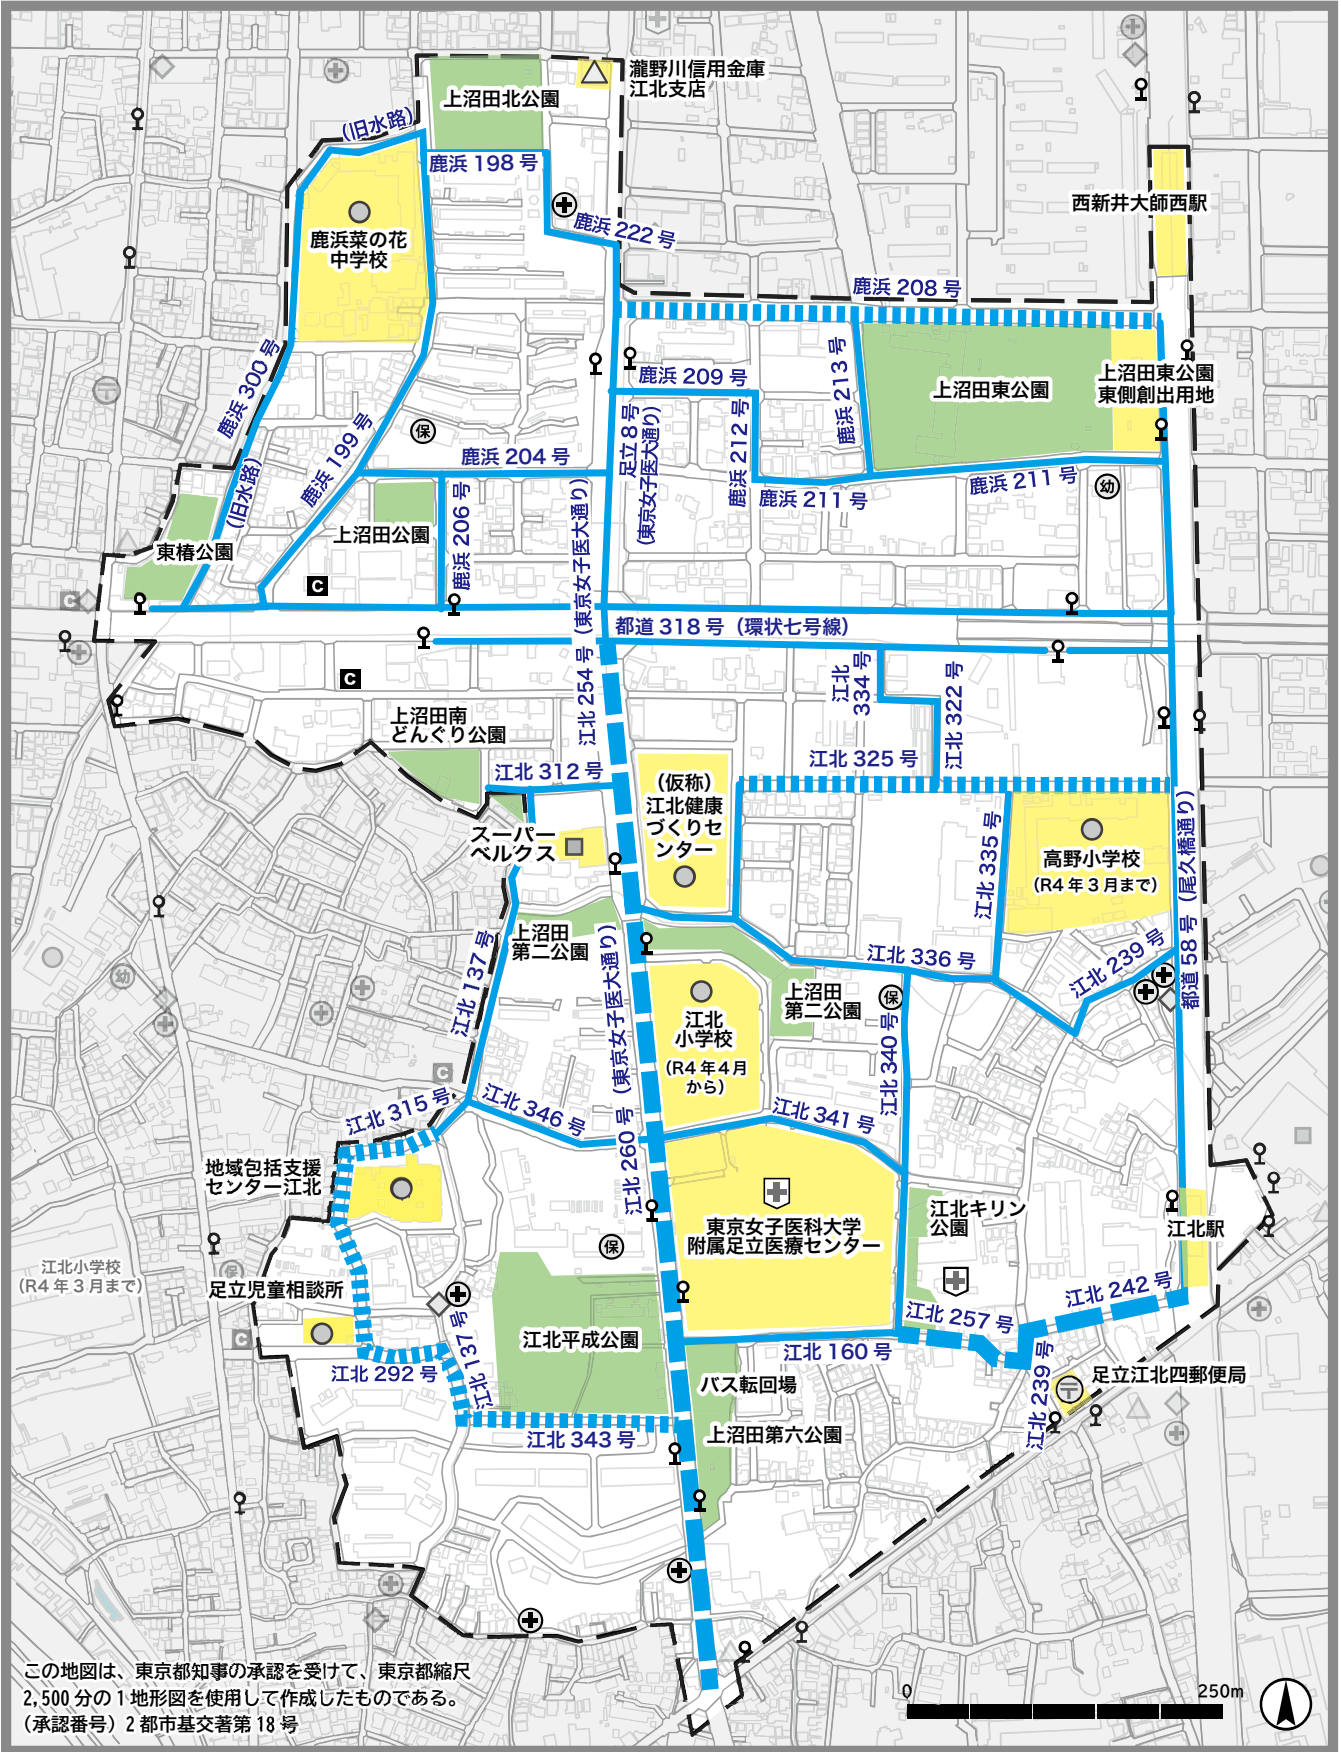 瀧野川信用金庫
江北支店
上沼田北公園
(旧水路)
鹿浜 198 号
西新井大師西駅
鹿浜 222 号
鹿浜菜の花
中学校
鹿浜 208 号
鹿浜 300 号
鹿浜 209 号
鹿浜 213 号
上沼田東公園
上沼田東公園
東側創出用地
鹿浜 199 号
保
足立 8 号
(東京女子医大通り)
鹿浜 212 号
鹿浜 204 号
鹿浜 211 号
鹿浜 211 号
幼
(旧水路)
鹿浜 206 号
上沼田公園
東椿公園
C
C
都道 318 号（環状七号線）
江北 254 号（東京女子医大通り）
C
江北
334 号
江北 322 号
上沼田南
どんぐり公園
江北 312 号
江北 325 号
（仮称）
江北健康
づくりセ
ンター
スーパー
ベルクス
江北 335 号
高野小学校
（R4 年 3 月まで）
都道 58 号（尾久橋通り）
上沼田
第二公園
江北 137 号
江北 336 号
江北 239 号
幼
江北
小学校
（R4 年 4 月
から）
上沼田
第二公園
保
江北 340 号
江北 260 号（東京女子医大通り）
C
江北 315 号
江北 346 号
江北 341 号
地域包括支援
センター江北
東京女子医科大学
附属足立医療センター
江北キリン
公園
江北駅
保
江北小学校
（R4 年 3 月まで）
保
足立児童相談所
江北 242 号
江北 257 号
C
江北平成公園
江北 137 号
江北 160 号
江北 239 号
江北 292 号
バス転回場
足立江北四郵便局
江北 343 号
上沼田第六公園
この地図は、東京都知事の承認を受けて、東京都縮尺
2,500 分の 1 地形図を使用して作成したものである。
（承認番号）2 都市基交著第 18 号
0 250m